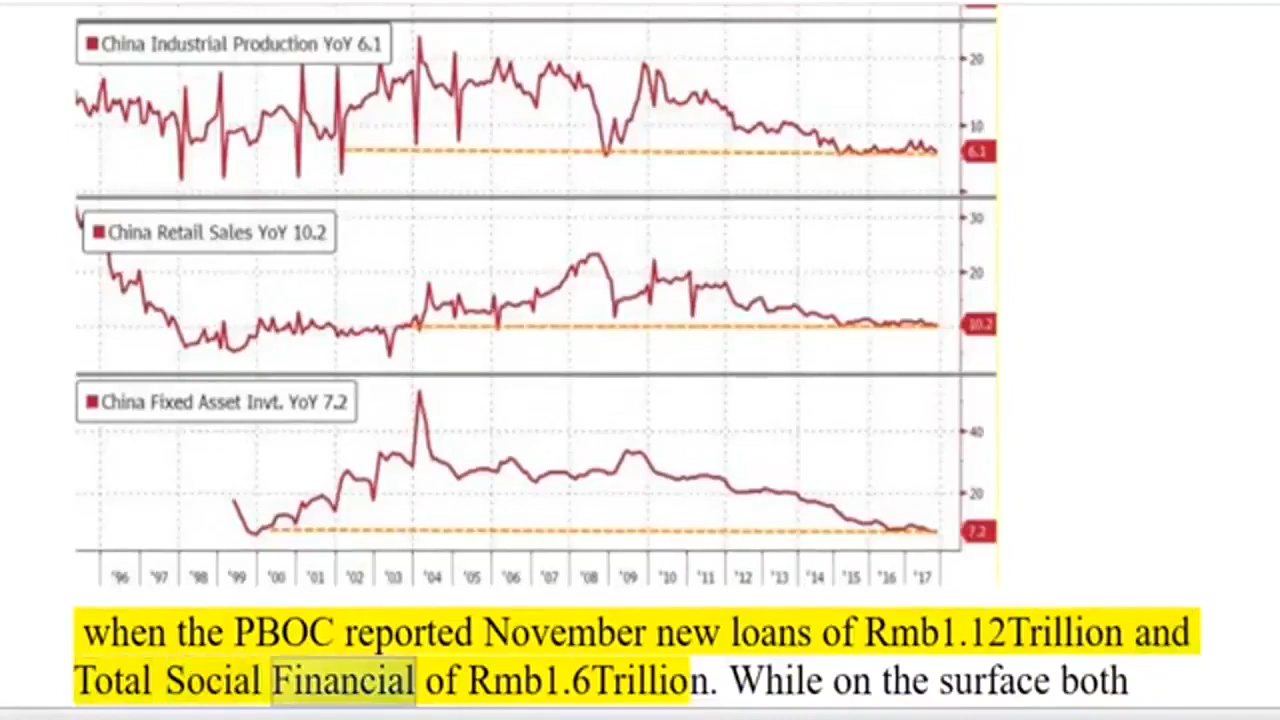 China Industrial Production YoY 6.1
20
10
6.1
China Retail Sales YoY 10.2
30
20
10.2
China Fixed Asset Invt. YoY 7.2
40
20
7.2
'96 '97 '98 '99 '00 '01 '02 '03 '04 '05 '06 '07 '08 '09 '10 '11 '12 '13 '14 '15 '16 '17
when the PBOC reported November new loans of Rmb1.12Trillion and
Total Social Financial of Rmb1.6Trillion. While on the surface both